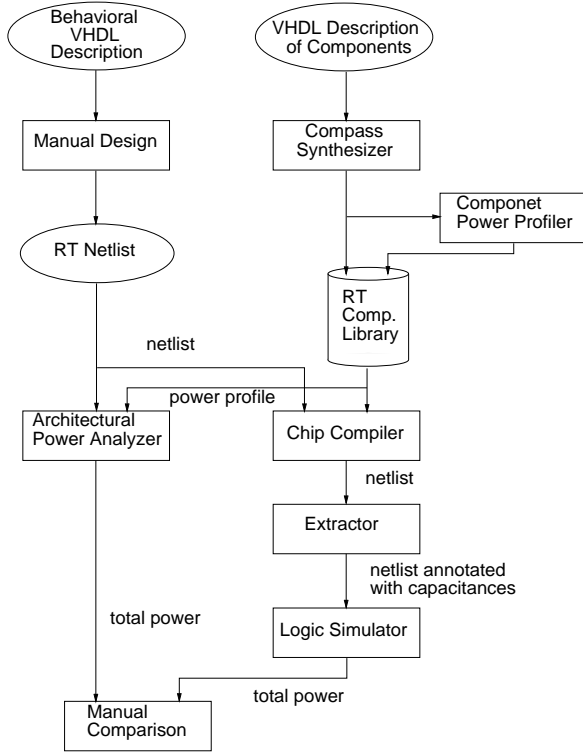 Behavioral
VHDL
Description
VHDL Description
of Components
Manual Design
Compass
Synthesizer
Componet
Power Profiler
RT Netlist
RT
Comp.
Library
netlist
power profile
Architectural
Power Analyzer
Chip Compiler
netlist
Extractor
netlist annotated
with capacitances
total power
Logic Simulator
total power
Manual
Comparison